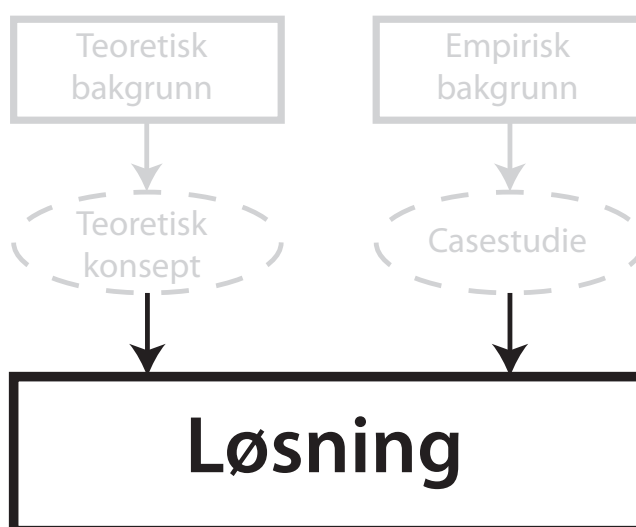 Teoretisk
bakgrunn
Empirisk
bakgrunn
Teoretisk
konsept
Casestudie
Løsning